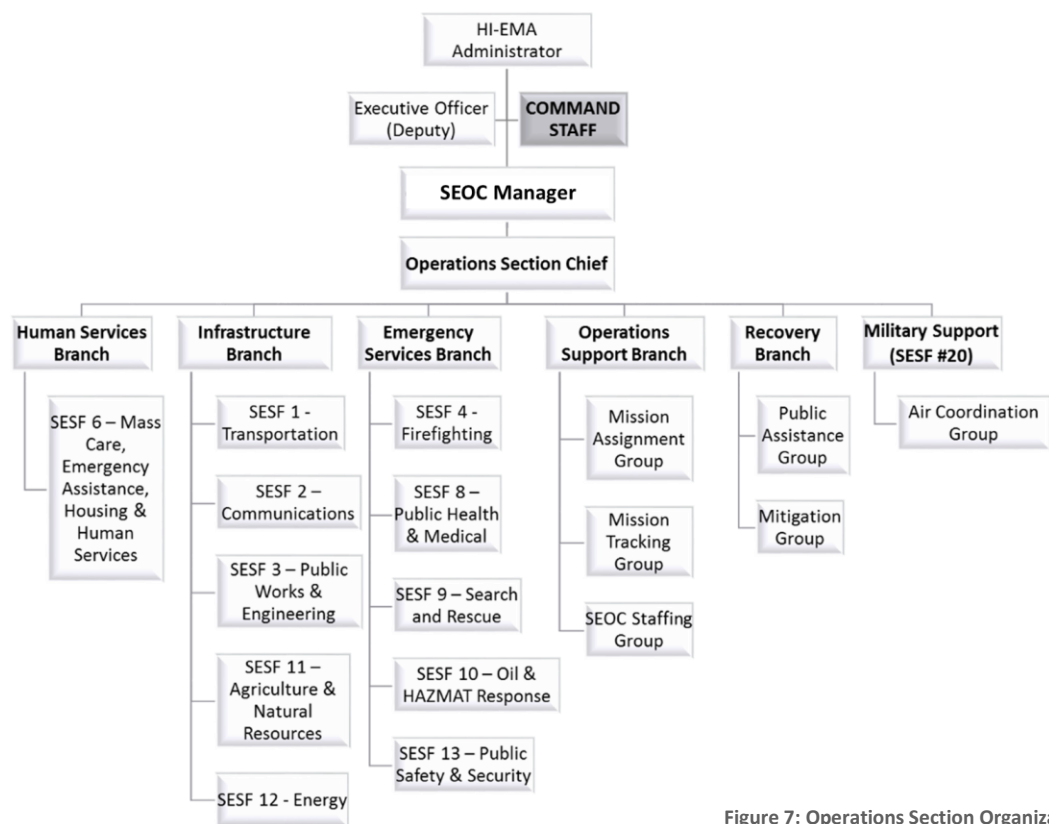 HI-EMA
Administrator
Executive Officer
(Deputy)
COMMAND
STAFF
SEOC Manager
Operations Section Chief
Human Services
Branch
SESF 6 – Mass
Care,
Emergency
Assistance,
Housing &
Human
Services
Infrastructure
Branch
SESF 1 -
Transportation
SESF 2 –
Communications
SESF 3 – Public
Works &
Engineering
SESF 11 –
Agriculture &
Natural
Resources
SESF 12 - Energy
Emergency
Services Branch
SESF 4 -
Firefighting
SESF 8 –
Public Health
& Medical
SESF 9 – Search
and Rescue
SESF 10 – Oil &
HAZMAT Response
SESF 13 – Public
Safety & Security
Operations
Support Branch
Mission
Assignment
Group
Mission
Tracking
Group
SEOC Staffing
Group
Recovery
Branch
Public
Assistance
Group
Mitigation
Group
Military Support
(SESF #20)
Air Coordination
Group
Figure 7: Operations Section Organiza